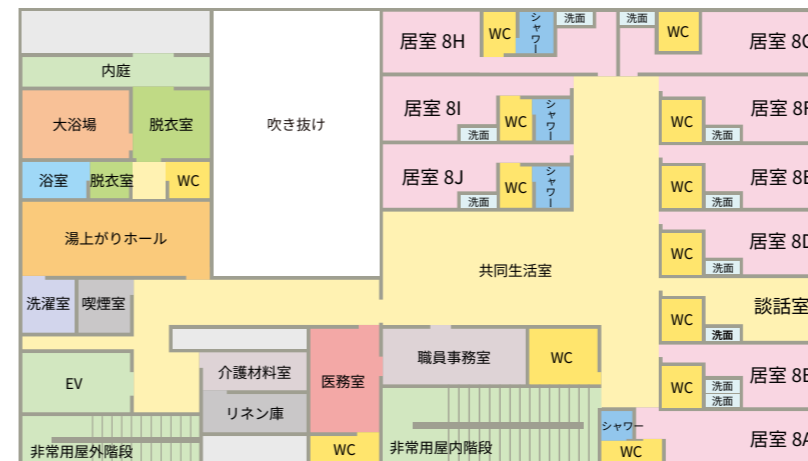 居室 8H
WC
シャワー
洗面
洗面
WC
居室
内庭
大浴場
脱衣室
吹き抜け
居室 8I
洗面
WC
シャワー
WC
洗面
居室
浴室
脱衣室
WC
居室 8J
洗面
WC
シャワー
WC
洗面
居室
湯上がりホール
共同生活室
WC
洗面
居室 8D
洗濯室
喫煙室
WC
洗面
談話室
EV
介護材料室
医務室
職員事務室
WC
WC
洗面
洗面
居室
リネン庫
非常用屋外階段
WC
非常用屋内階段
シャワー
WC
居室 8A